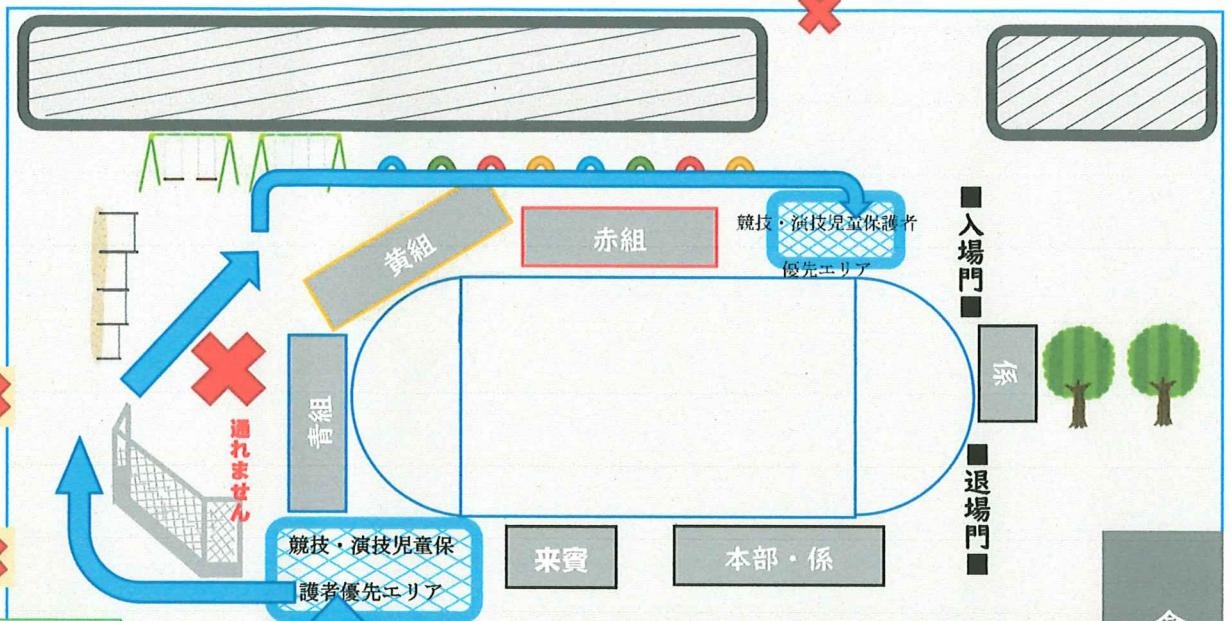 黄組
赤組
競技・演技児童保護者
優先エリア
■入場門■
係
青組
通れません
■退場門■
競技・演技児童保
護者優先エリア
来賓
本部・係